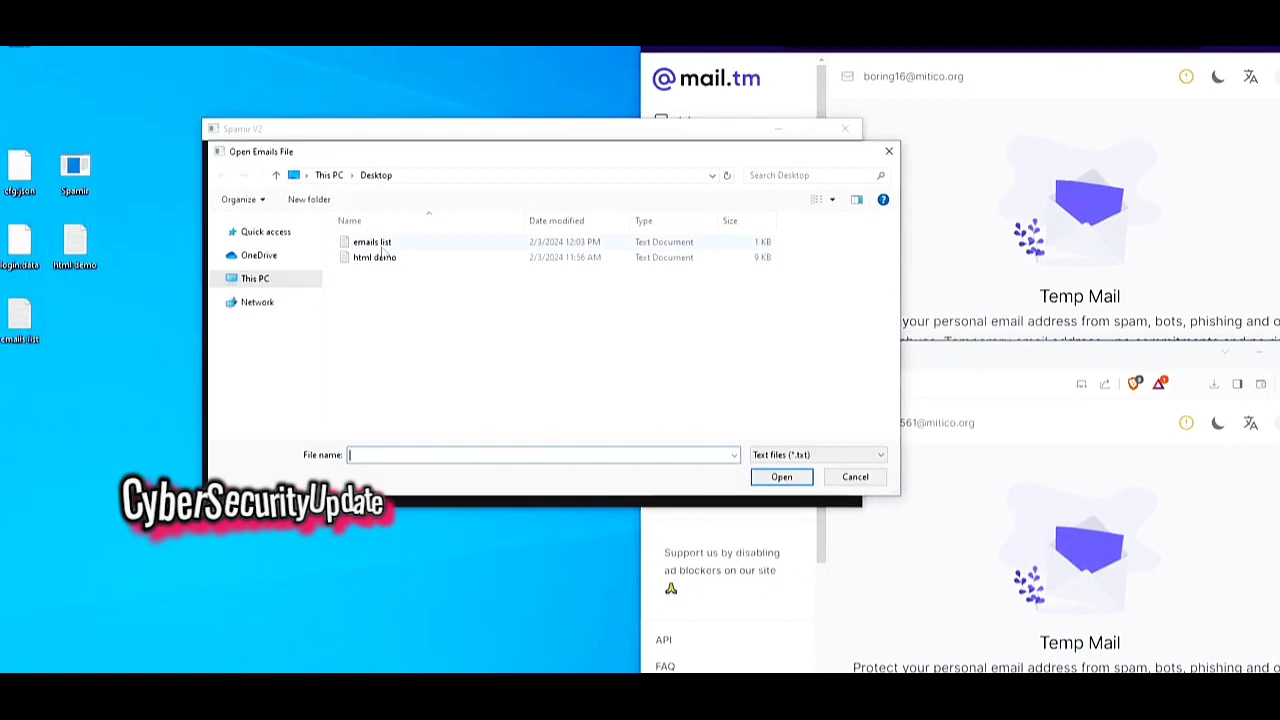 @mail.tm
boring16@mitico.org
Spamir V2
Open Emails File
This PC > Desktop
Search Desktop
Organize
New folder
Name
Date modified
Type
Size
Quick access
OneDrive
This PC
Network
emails list
2/3/2024 12:03 PM
Text Document
1 KB
html demo
2/3/2024 11:56 AM
Text Document
9 KB
File name:
Text files (*.txt)
Open
Cancel
cfg.json
Spamir
login.data
html demo
emails list
CyberSecurityUpdate
Temp Mail
your personal email address from spam, bots, phishing and
561@mitico.org
Support us by disabling
ad blockers on our site
API
FAQ
Temp Mail
Protect your personal email address from spam, bots, phishing and